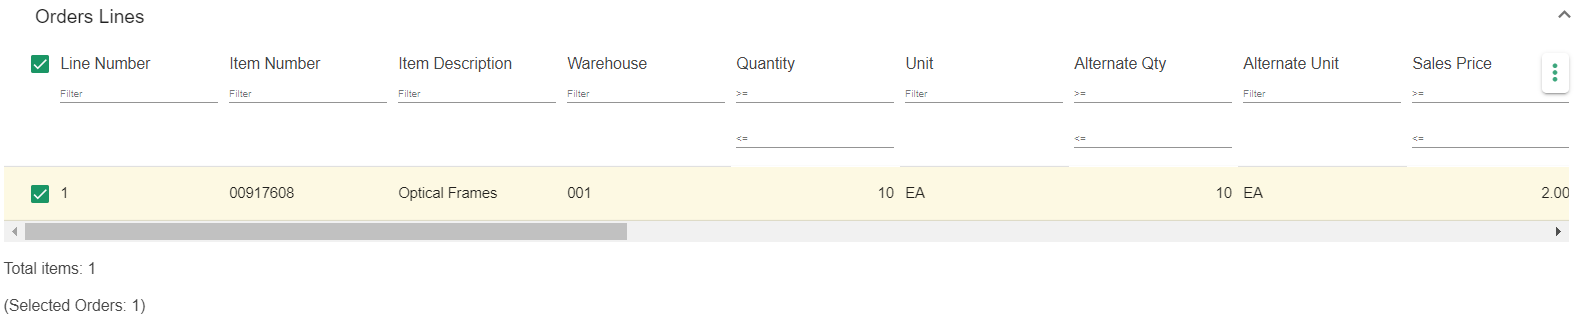 Orders Lines
Line Number Item Number Item Description Warehouse Quantity Unit Alternate Qty Alternate Unit Sales Price
Filter Filter Filter Filter >= Filter >= Filter >=
<= <= <=
1 00917608 Optical Frames 001 10 EA 10 EA 2.00
Total items: 1
(Selected Orders: 1)